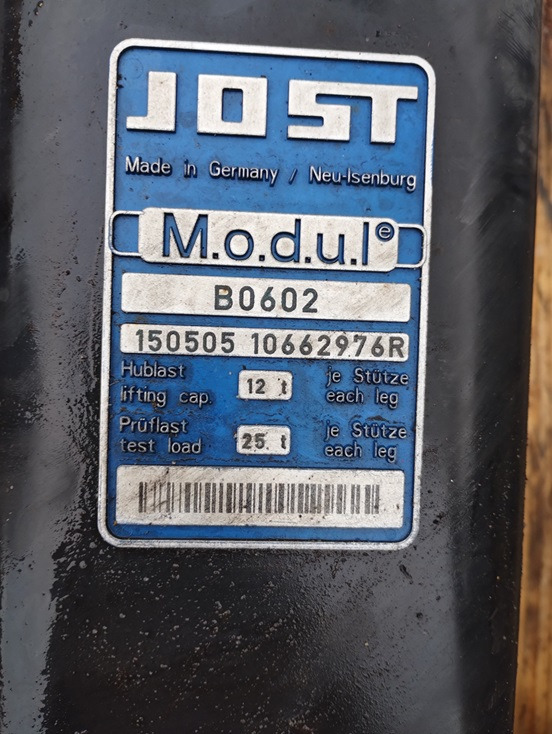 JOST
Made in Germany / Neu-Isenburg
M.o.d.u.l e
B0602
150505 10662976R
Hublast 12 t je Stütze
lifting cap. each leg
Prüflast 25 t je Stütze
test load each leg